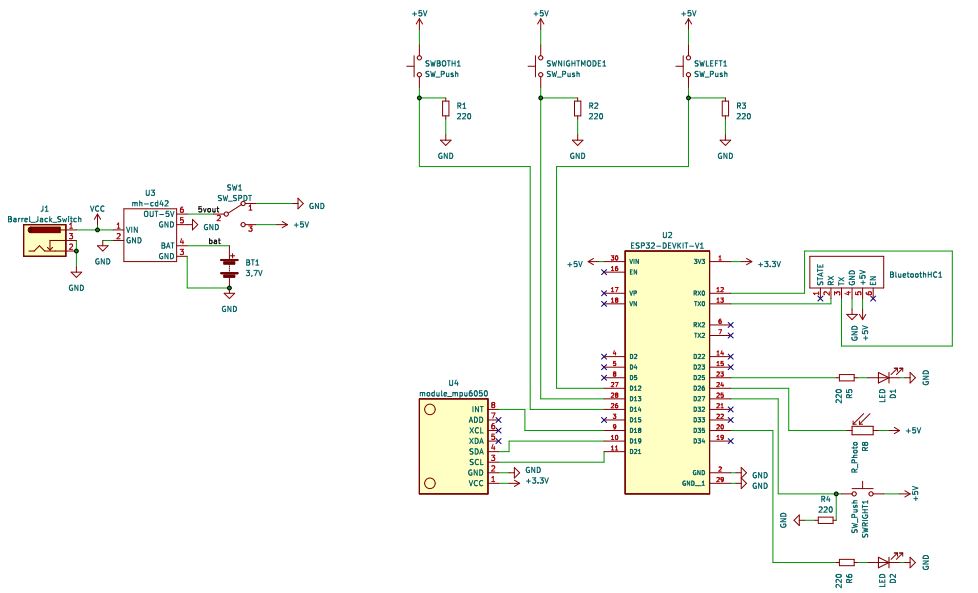 +5V
+5V
+5V
SWBOTH1
SW_Push
SWNIGHTMODE1
SW_Push
SWLEFT1
SW_Push
R1
220
R2
220
R3
220
GND
GND
GND
J1
Barrel_Jack_Switch
1
3
2
GND
VCC
GND
U3
mh-cd42
1 VIN
2 GND
OUT-5V 6
GND 5
BAT 4
GND 3
5vout
GND
bat
SW1
SW_SPDT
2
1
3
GND
+5V
BT1
3,7V
+
GND
U2
ESP32-DEVKIT-V1
+5V
30 VIN
16 EN
17 VP
18 VN
4 D2
5 D4
8 D5
27 D12
28 D13
26 D14
3 D15
9 D18
10 D19
11 D21
3V3 1
+3.3V
RX0 12
TX0 13
RX2 6
TX2 7
D22 14
D23 15
D25 23
D26 24
D27 25
D32 21
D33 22
D35 20
D34 19
GND 2
GND__1 29
GND
GND
STATE
RX
TX
GND
+5V
EN
1
2
3
4
5
6
BluetoothHC1
GND
+5V
U4
module_mpu6050
INT 8
ADD 7
XCL 6
XDA 5
SDA 4
SCL 3
GND 2
VCC 1
GND
+3.3V
220
R5
LED
D1
GND
R_Photo
R8
+5V
R4
220
GND
SW_Push
SWRIGHT1
+5V
220
R6
LED
D2
GND